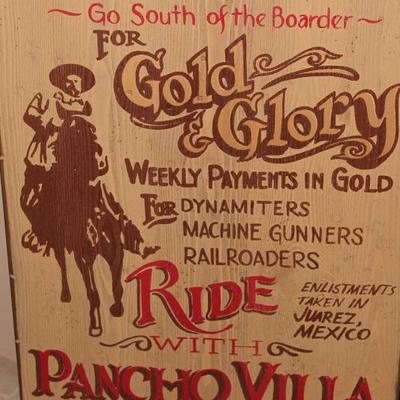 ~ Go South of the Boarder ~
FOR
Gold
& Glory
WEEKLY PAYMENTS IN GOLD
FOR DYNAMITERS
MACHINE GUNNERS
RAILROADERS
RIDE
ENLISTMENTS
TAKEN IN
JUAREZ,
MEXICO
WITH
PANCHO VILLA